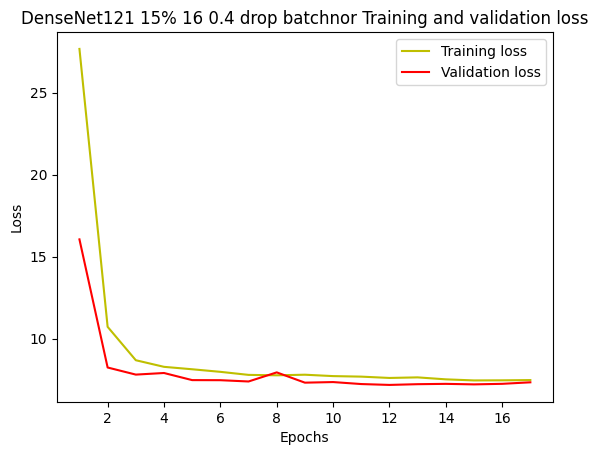 DenseNet121 15% 16 0.4 drop batchnor Training and validation loss
Training loss
Validation loss
25
20
15
10
Loss
2 4 6 8 10 12 14 16
Epochs